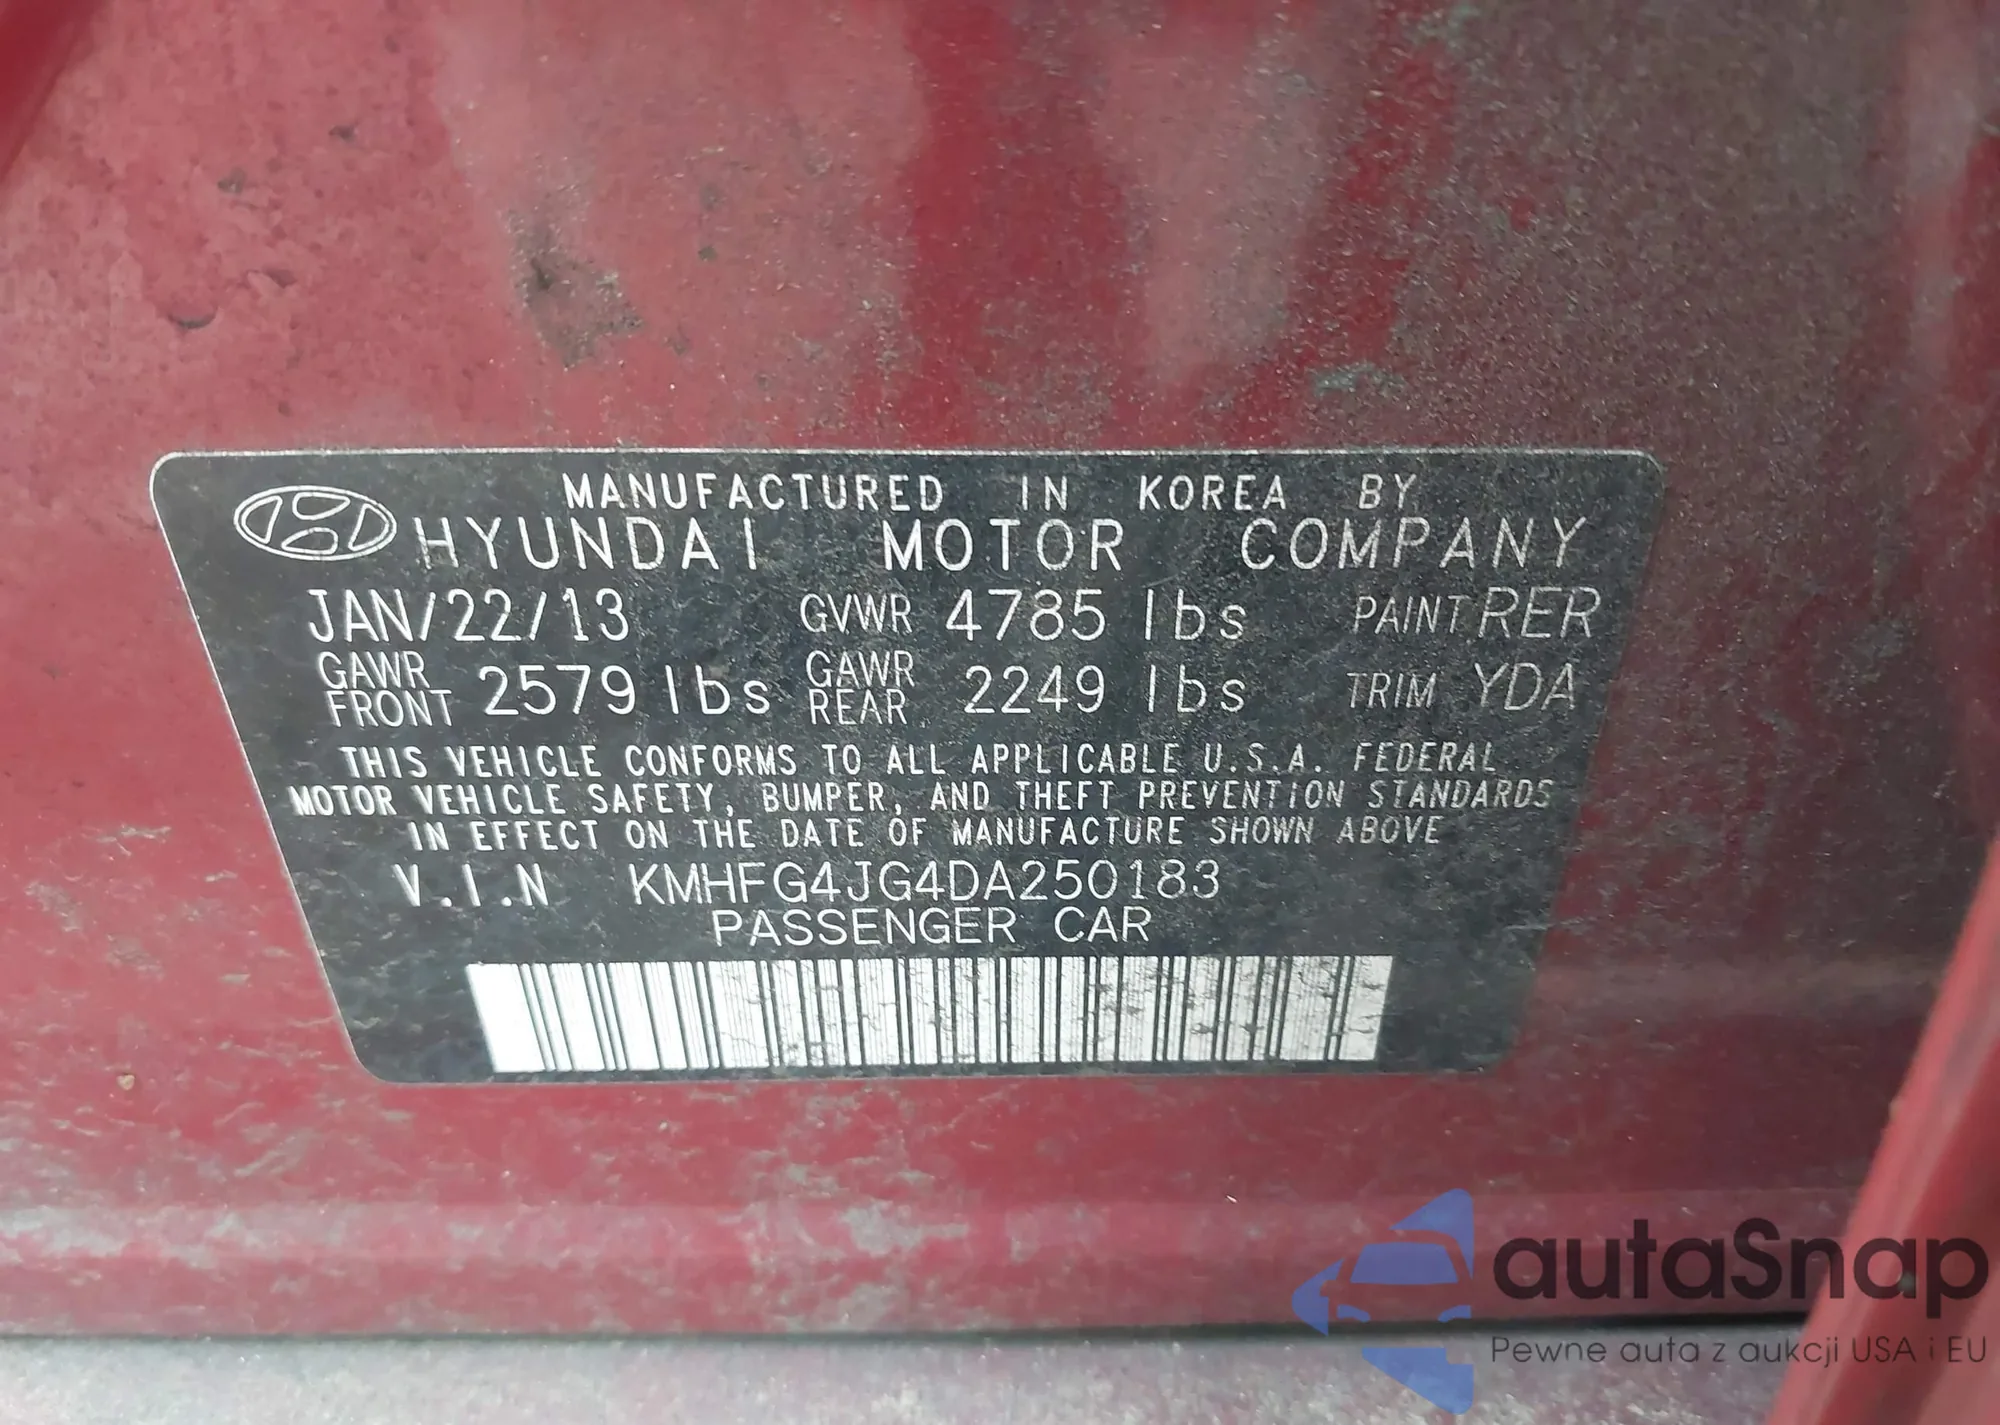 MANUFACTURED IN KOREA BY
HYUNDAI MOTOR COMPANY
JAN/22/13 GVWR 4785 lbs PAINT RER
GAWR FRONT 2579 lbs GAWR REAR 2249 lbs TRIM YDA
THIS VEHICLE CONFORMS TO ALL APPLICABLE U.S.A. FEDERAL
MOTOR VEHICLE SAFETY, BUMPER, AND THEFT PREVENTION STANDARDS
IN EFFECT ON THE DATE OF MANUFACTURE SHOWN ABOVE
V.I.N KMHFG4JG4DA250183
PASSENGER CAR
autaSnap
Pewne auta z aukcji USA i EU